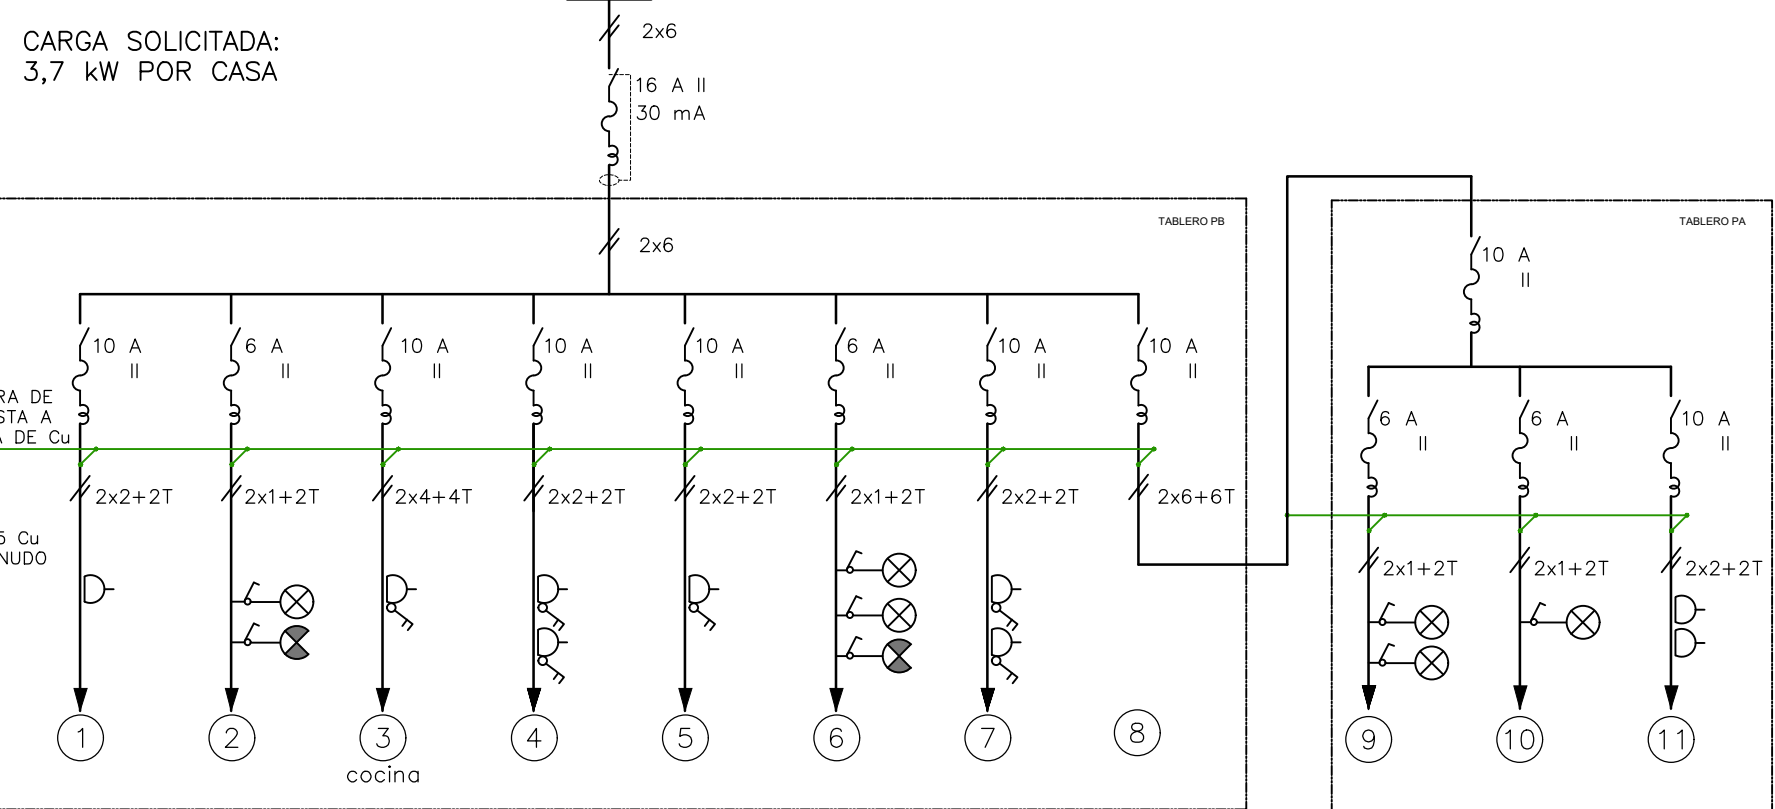 CARGA SOLICITADA:
3,7 kW POR CASA
2x6
16 A II
30 mA
TABLERO PB
TABLERO PA
2x6
10 A
II
10 A
II
6 A
II
10 A
II
10 A
II
10 A
II
6 A
II
10 A
II
10 A
II
RA DE
STA A
A DE Cu
6 A
II
6 A
II
10 A
II
2x2+2T
2x1+2T
2x4+4T
2x2+2T
2x2+2T
2x1+2T
2x2+2T
2x6+6T
5 Cu
NUDO
2x1+2T
2x1+2T
2x2+2T
1
2
3
4
5
6
7
8
9
10
11
cocina